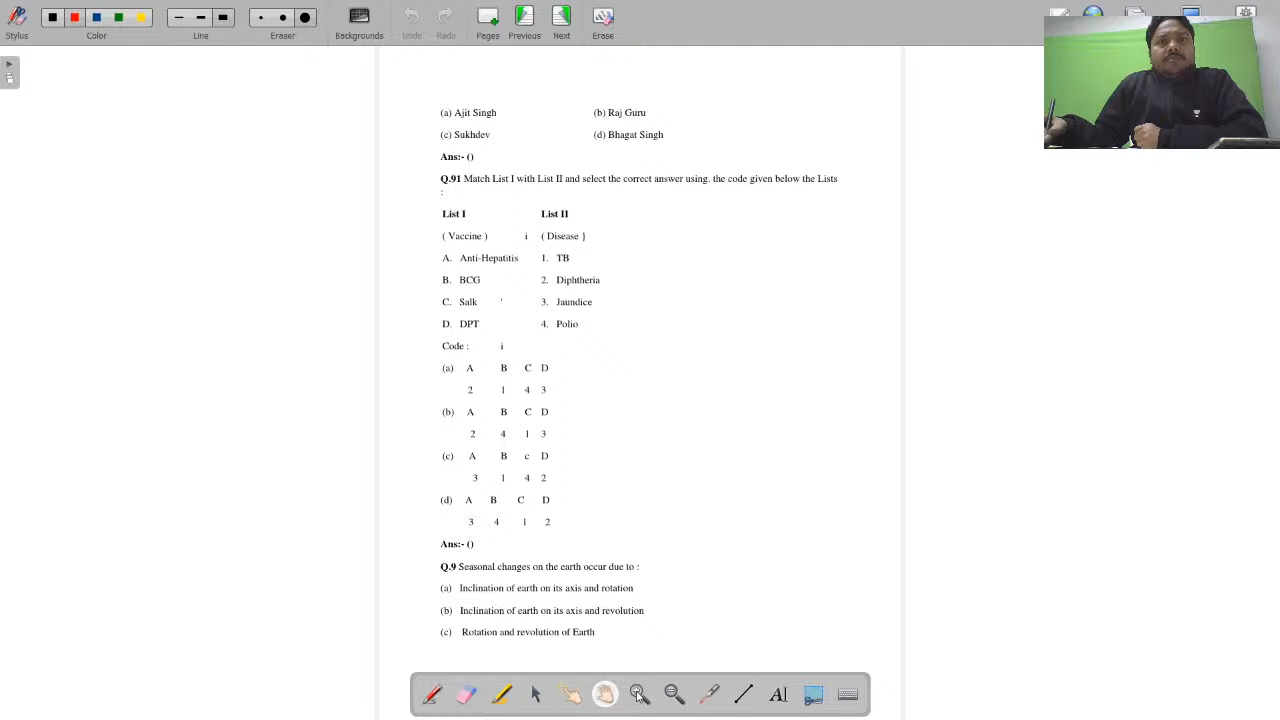 Stylus Color Line Eraser Backgrounds Undo Redo Pages Previous Next Erase
(a) Ajit Singh (b) Raj Guru
(c) Sukhdev (d) Bhagat Singh
Ans:- ()
Q.91 Match List I with List II and select the correct answer using. the code given below the Lists
:
List I List II
( Vaccine ) i ( Disease }
A. Anti-Hepatitis 1. TB
B. BCG 2. Diphtheria
C. Salk ' 3. Jaundice
D. DPT 4. Polio
Code : i
(a) A B C D
2 1 4 3
(b) A B C D
2 4 1 3
(c) A B c D
3 1 4 2
(d) A B C D
3 4 1 2
Ans:- ()
Q.9 Seasonal changes on the earth occur due to :
(a) Inclination of earth on its axis and rotation
(b) Inclination of earth on its axis and revolution
(c) Rotation and revolution of Earth